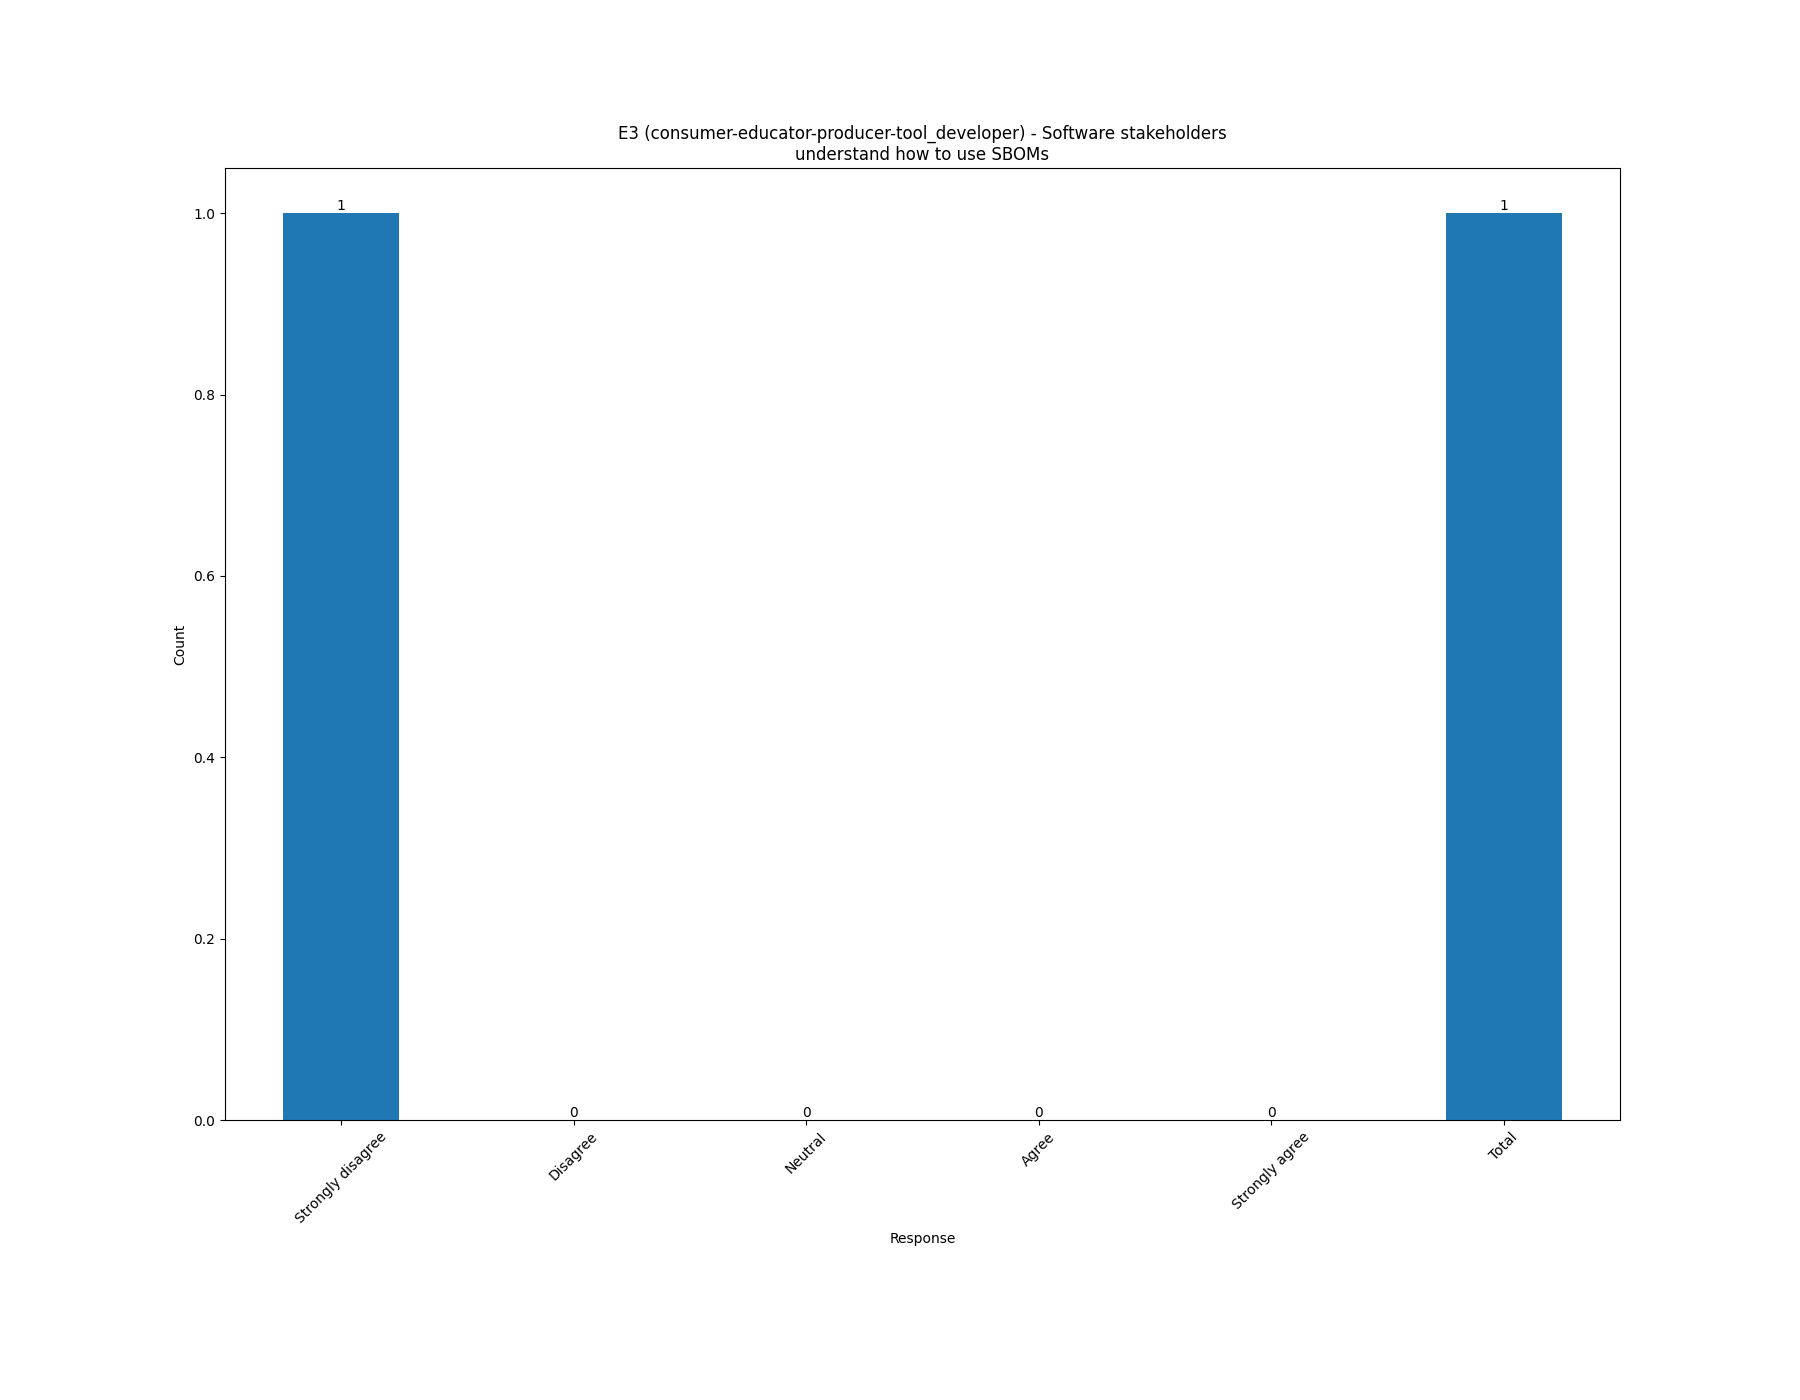 E3 (consumer-educator-producer-tool_developer) - Software stakeholders
understand how to use SBOMs
1
1
1.0
0.8
0.6
0.4
0.2
0.0
Count
0
0
0
0
Strongly disagree
Disagree
Neutral
Agree
Strongly agree
Total
Response